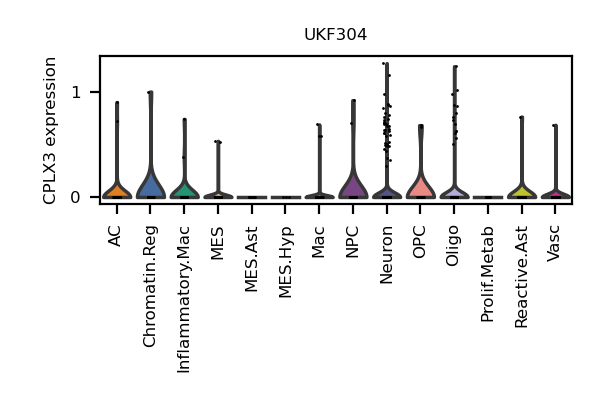 UKF304
CPLX3 expression
1
0
AC
Chromatin.Reg
Inflammatory.Mac
MES
MES.Ast
MES.Hyp
Mac
NPC
Neuron
OPC
Oligo
Prolif.Metab
Reactive.Ast
Vasc